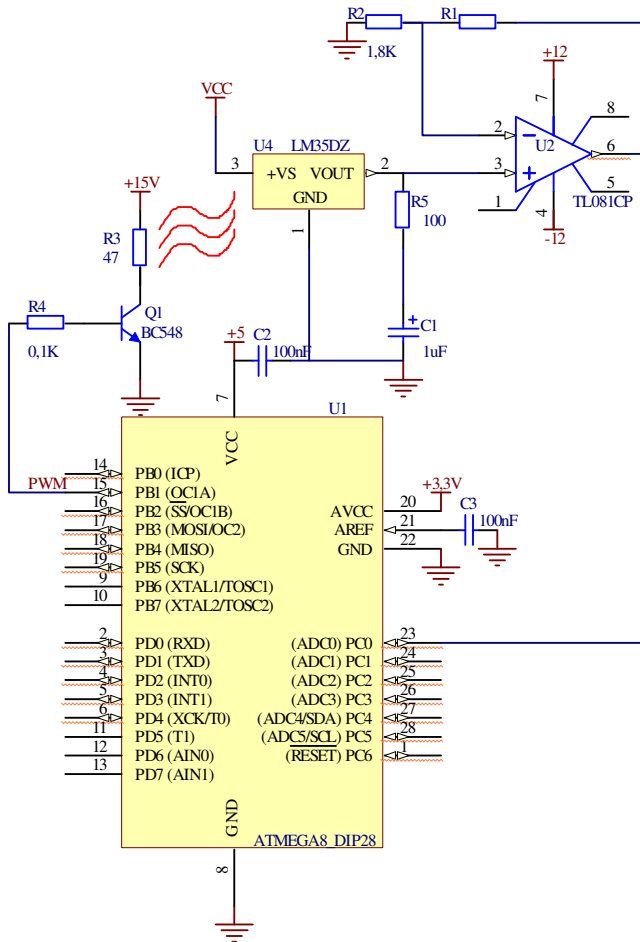 R2
R1
1,8K
+12
7
8
VCC
U4
LM35DZ
2
−
U2
6
3
+VS
VOUT
2
3
+
GND
5
+15V
1
1
4
TL081CP
R5
100
-12
R3
47
R4
Q1
BC548
0,1K
+5
C2
100nF
+
C1
1uF
7
U1
VCC
PWM
14
PB0 (ICP)
15
PB1 (OC1A)
16
PB2 (SS/OC1B)
17
PB3 (MOSI/OC2)
18
PB4 (MISO)
19
PB5 (SCK)
9
PB6 (XTAL1/TOSC1)
10
PB7 (XTAL2/TOSC2)
+3,3V
AVCC
20
AREF
21
C3
100nF
GND
22
2
PD0 (RXD)
3
PD1 (TXD)
4
PD2 (INT0)
5
PD3 (INT1)
6
PD4 (XCK/T0)
11
PD5 (T1)
12
PD6 (AIN0)
13
PD7 (AIN1)
(ADC0) PC0
23
(ADC1) PC1
24
(ADC2) PC2
25
(ADC3) PC3
26
(ADC4/SDA) PC4
27
(ADC5/SCL) PC5
28
(RESET) PC6
1
GND
ATMEGA8_DIP28
8